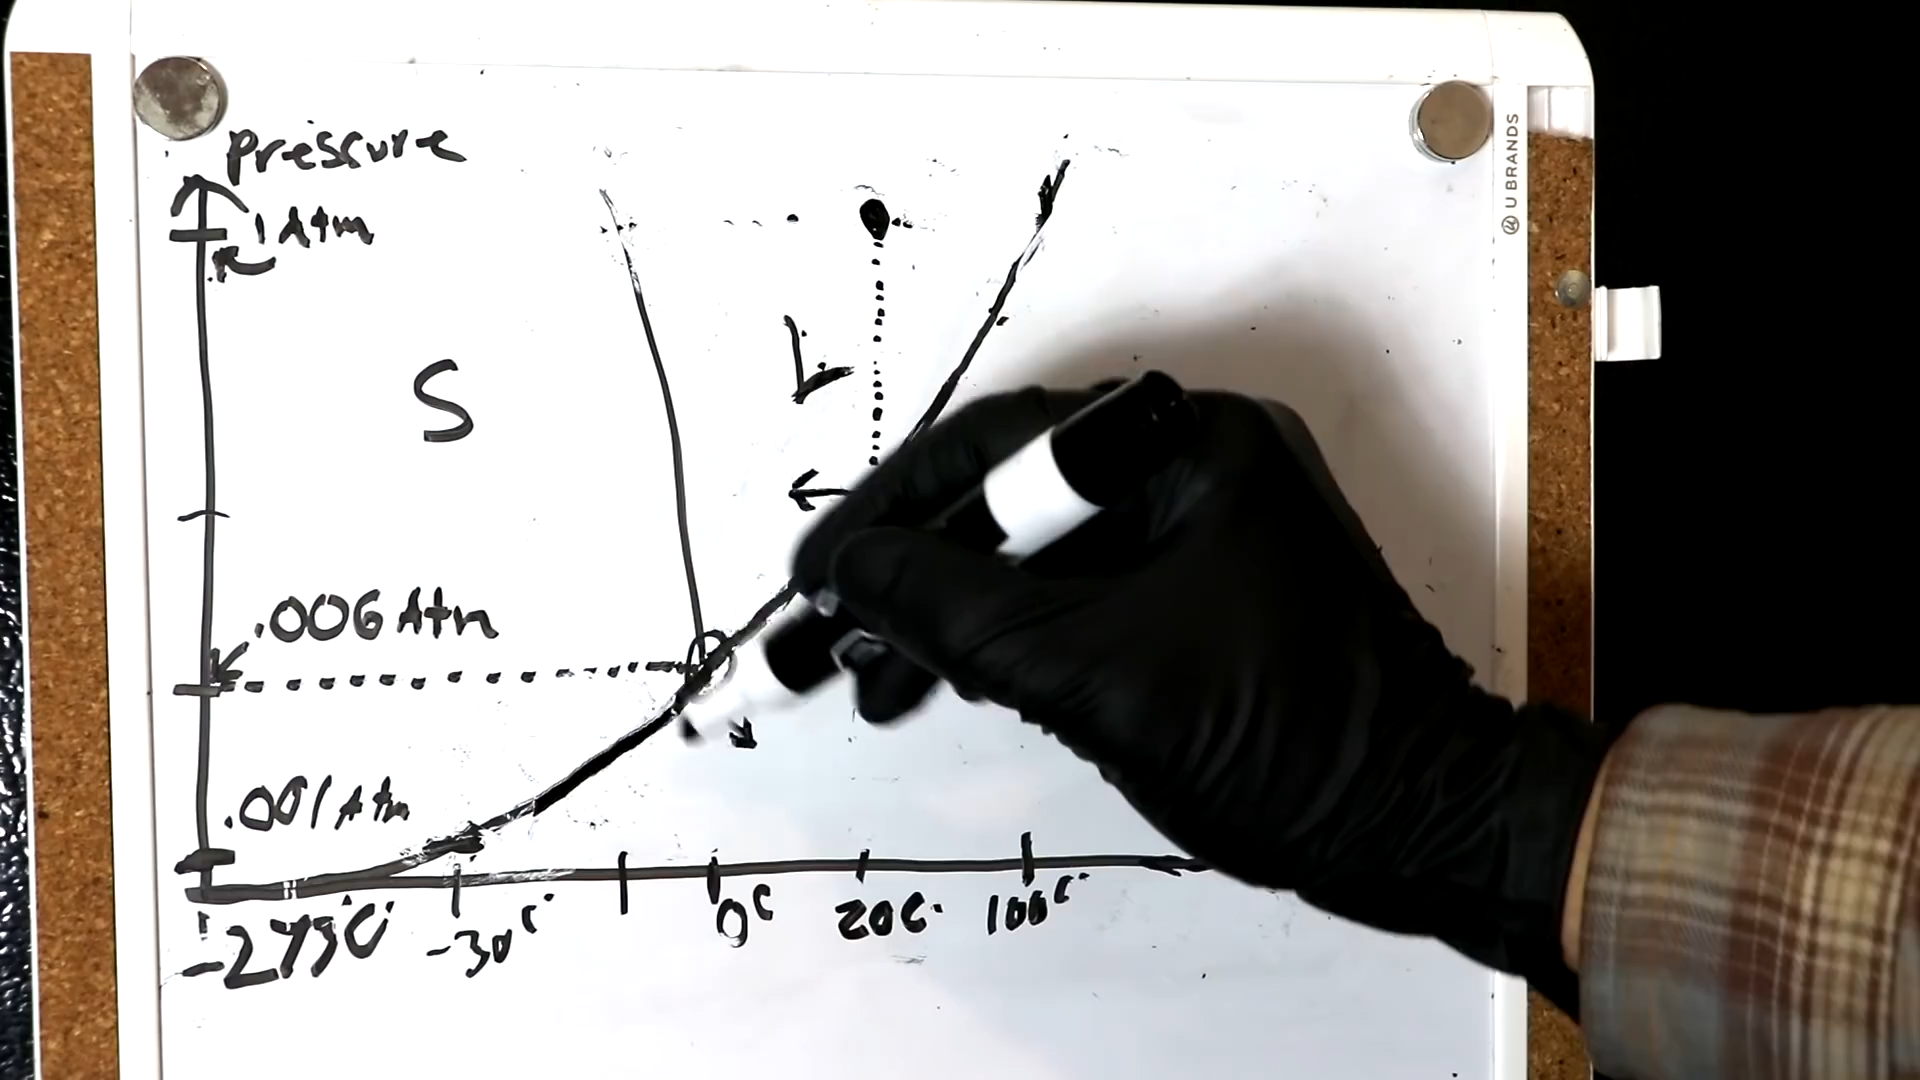 pressure
1 Atm
S
L
.006 Atm
.001 Atm
-273°C
-30°C
0°C
20C
100°C
U BRANDS